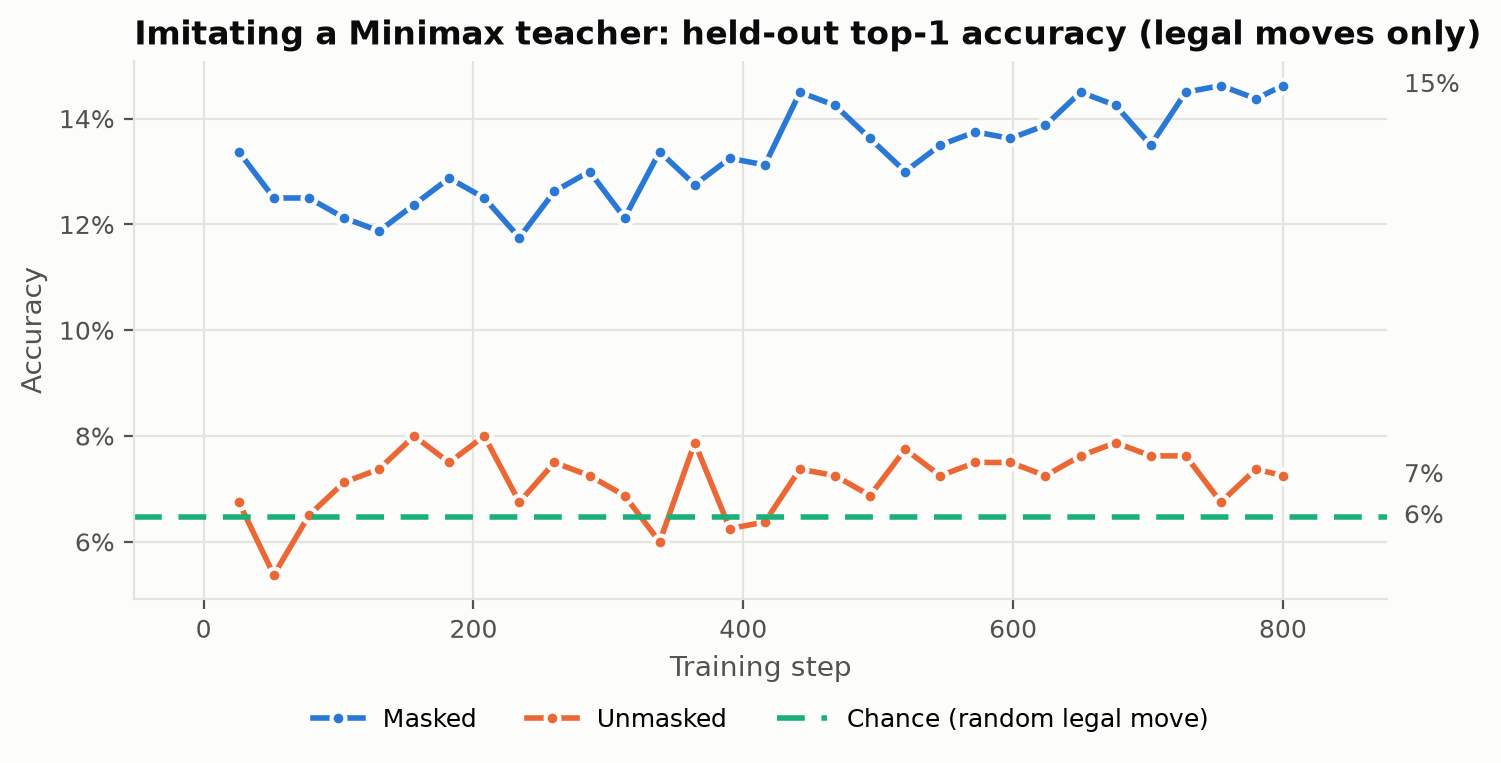 Imitating a Minimax teacher: held-out top-1 accuracy (legal moves only)
15%
14%
12%
10%
8%
7%
6%
6%
Accuracy
0 200 400 600 800
Training step
Masked Unmasked Chance (random legal move)